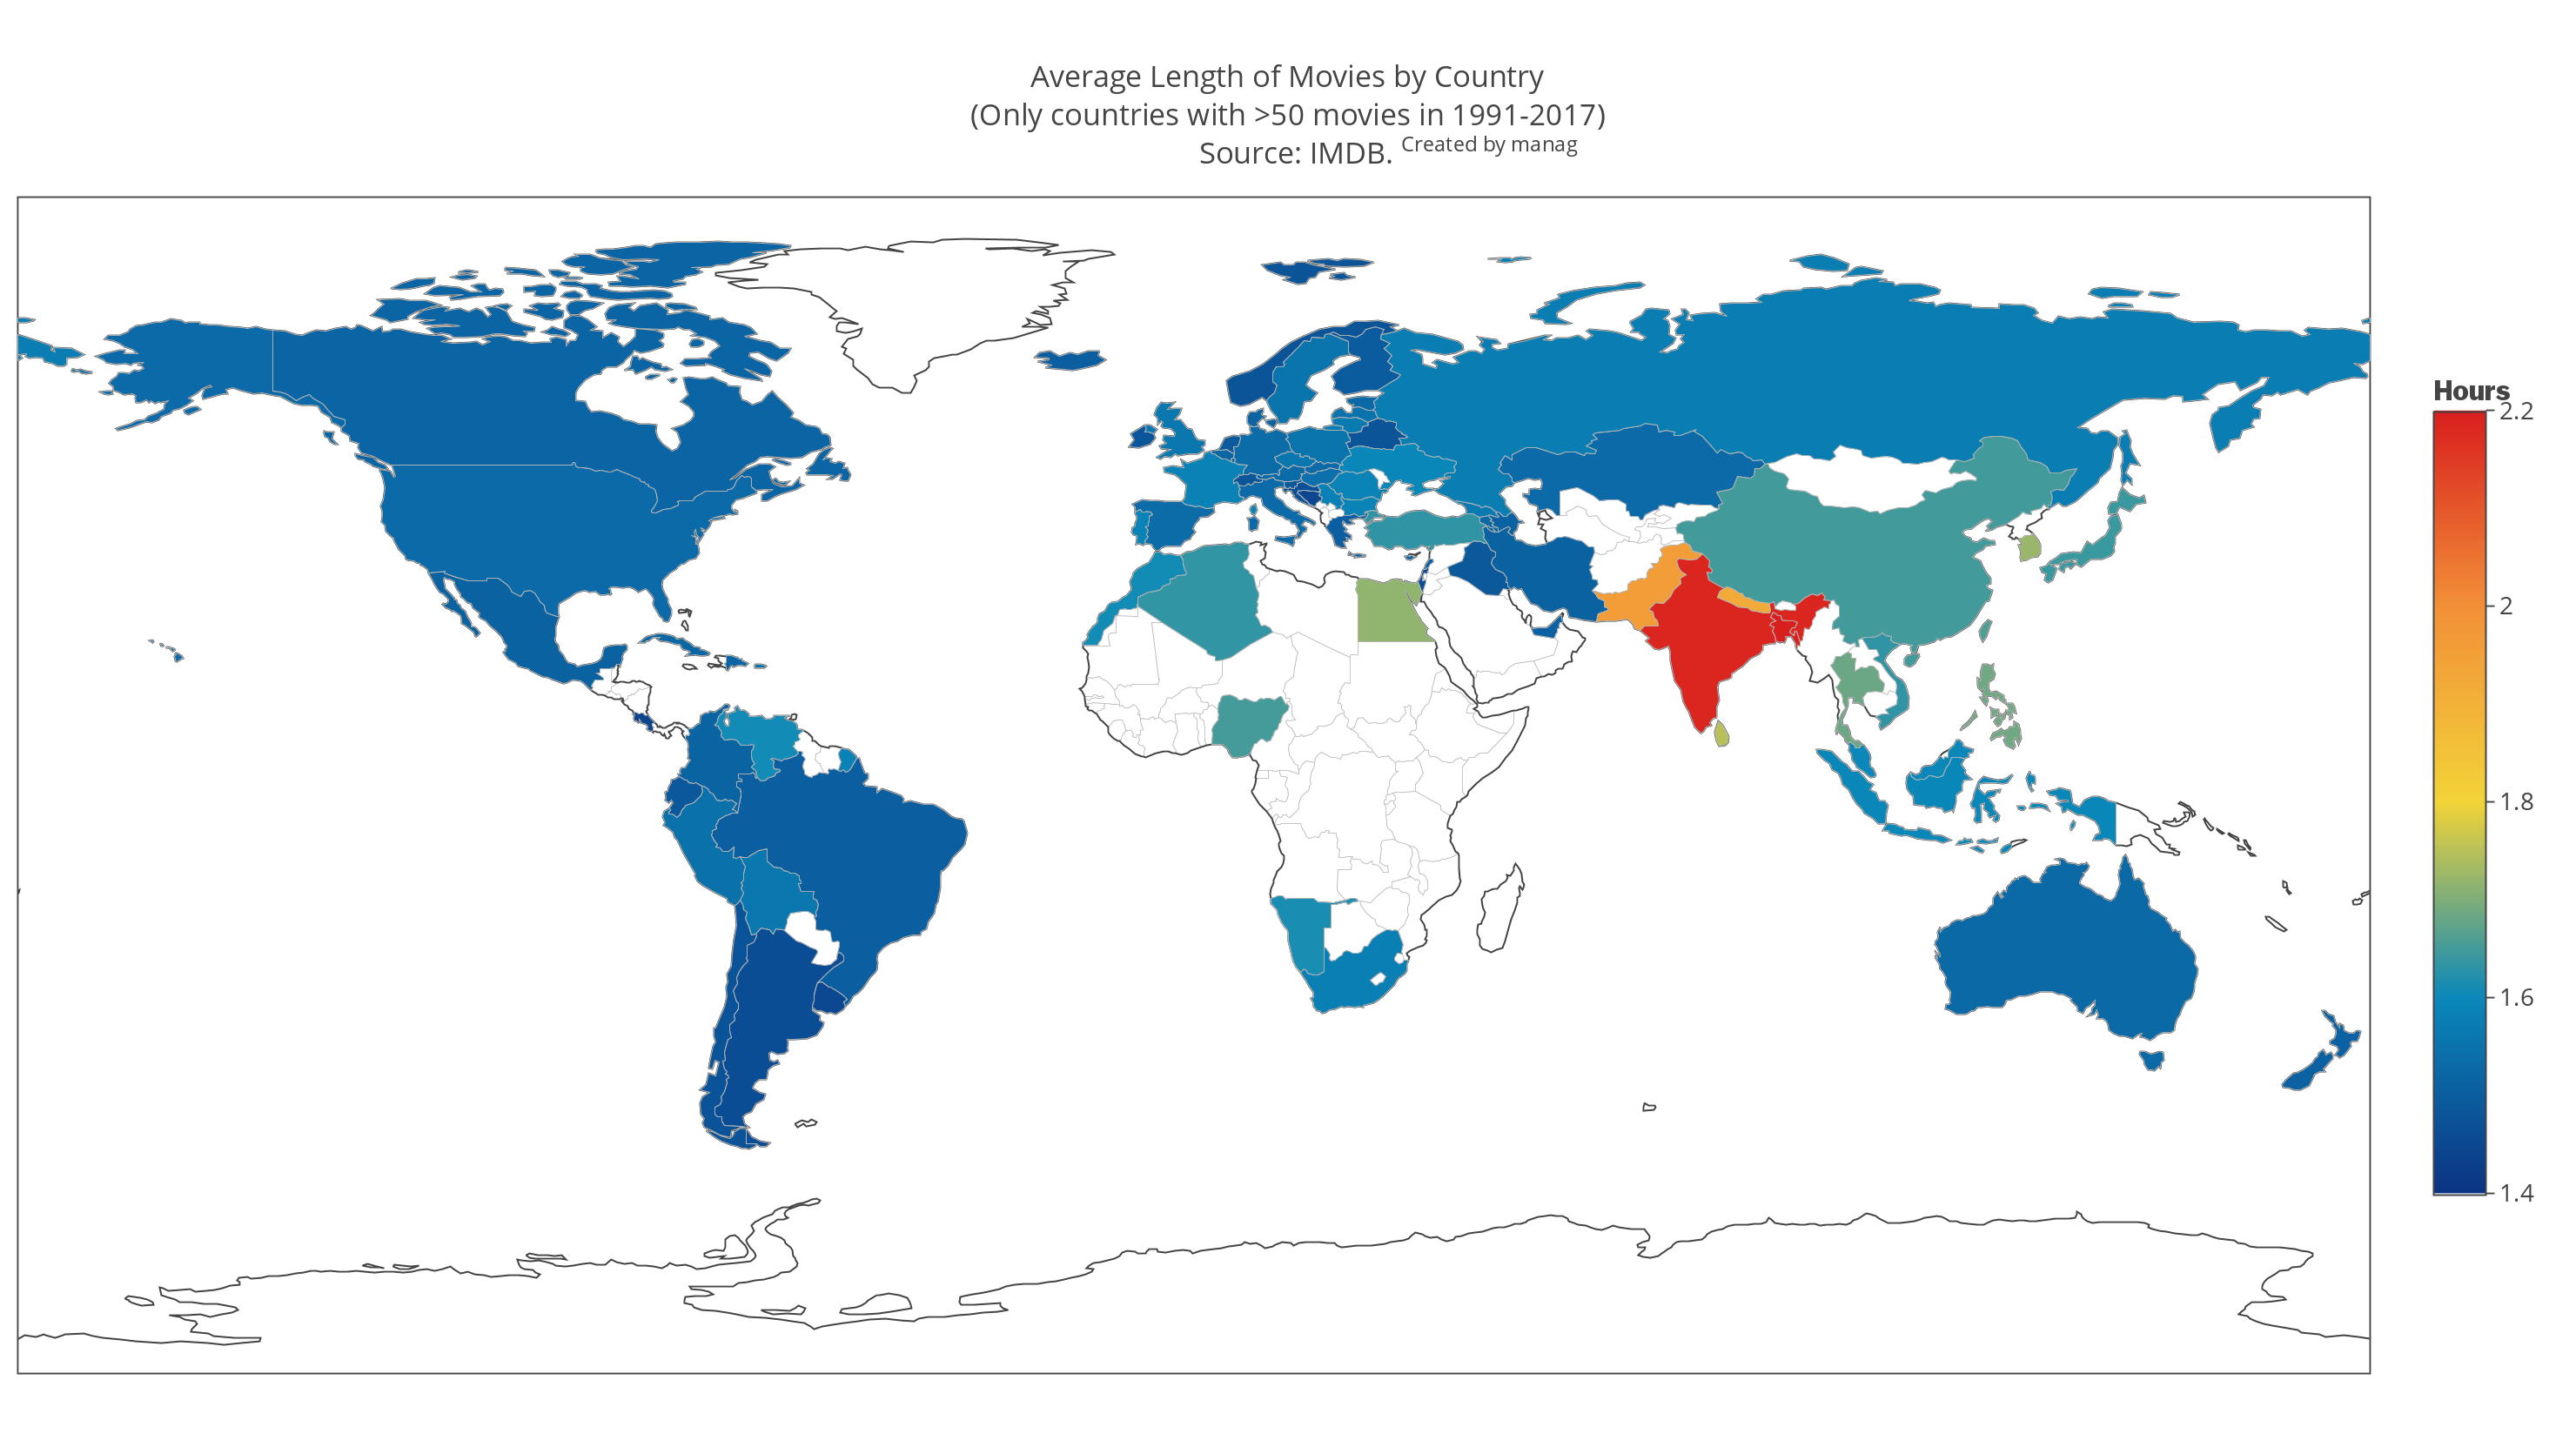 Average Length of Movies by Country
(Only countries with >50 movies in 1991-2017)
Source: IMDB. Created by manag
Hours
2.2
2
1.8
1.6
1.4